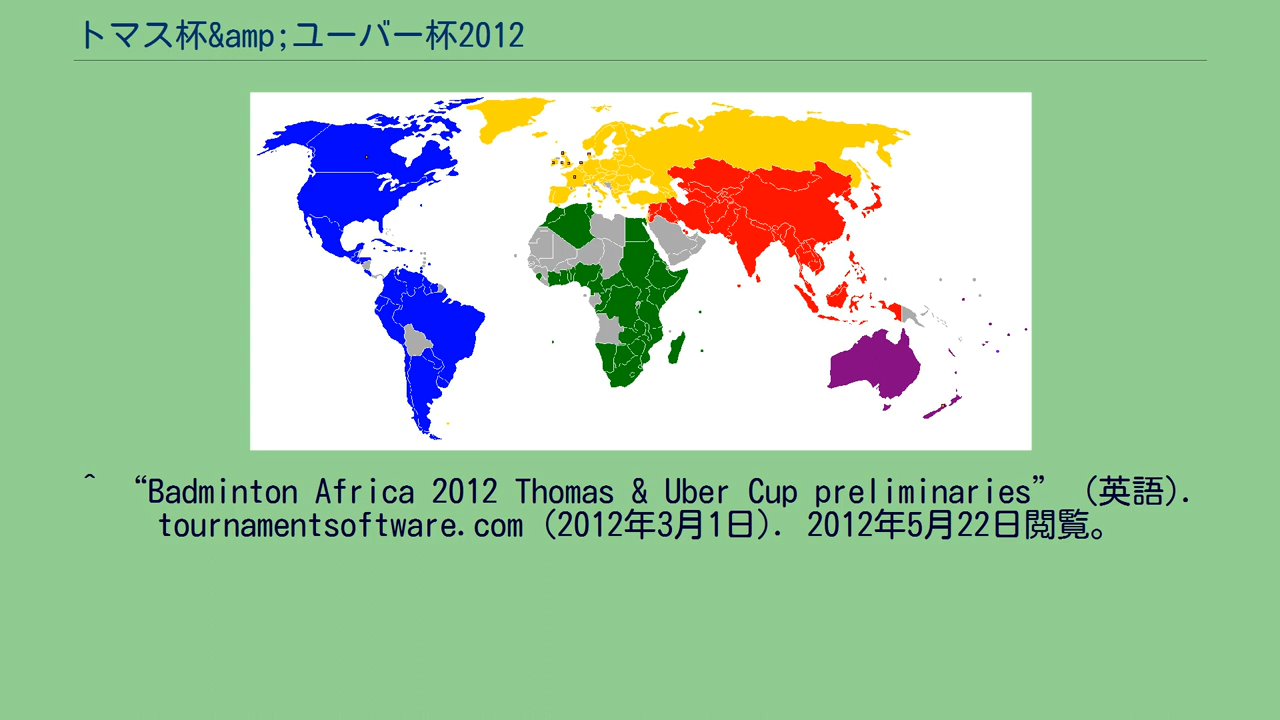 トマス杯&amp;ユーバー杯2012
^ “Badminton Africa 2012 Thomas & Uber Cup preliminaries” (英語).
tournamentsoftware.com (2012年3月1日). 2012年5月22日閲覧。